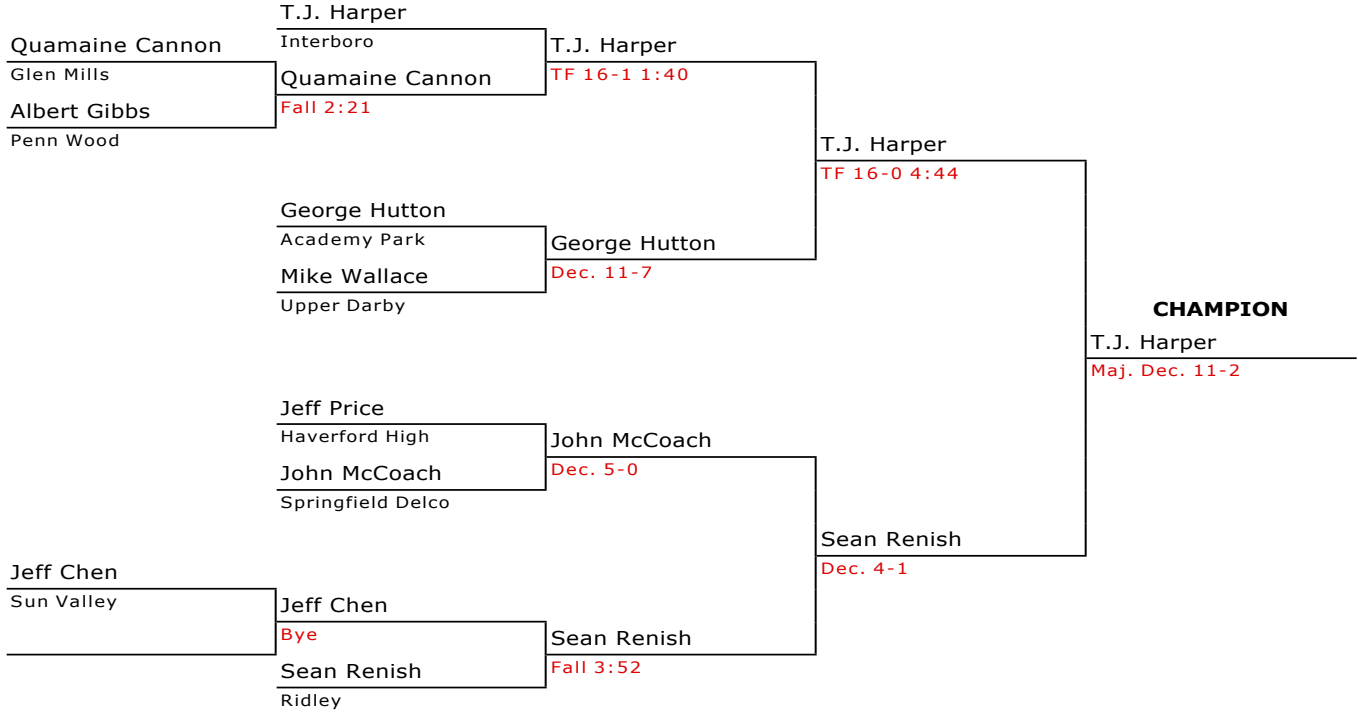 T.J. Harper
Quamaine Cannon
Interboro
T.J. Harper
Glen Mills
Quamaine Cannon
TF 16-1 1:40
Albert Gibbs
Fall 2:21
Penn Wood
T.J. Harper
TF 16-0 4:44
George Hutton
Academy Park
George Hutton
Mike Wallace
Dec. 11-7
Upper Darby
CHAMPION
T.J. Harper
Maj. Dec. 11-2
Jeff Price
Haverford High
John McCoach
John McCoach
Dec. 5-0
Springfield Delco
Sean Renish
Jeff Chen
Dec. 4-1
Sun Valley
Jeff Chen
Bye
Sean Renish
Sean Renish
Fall 3:52
Ridley